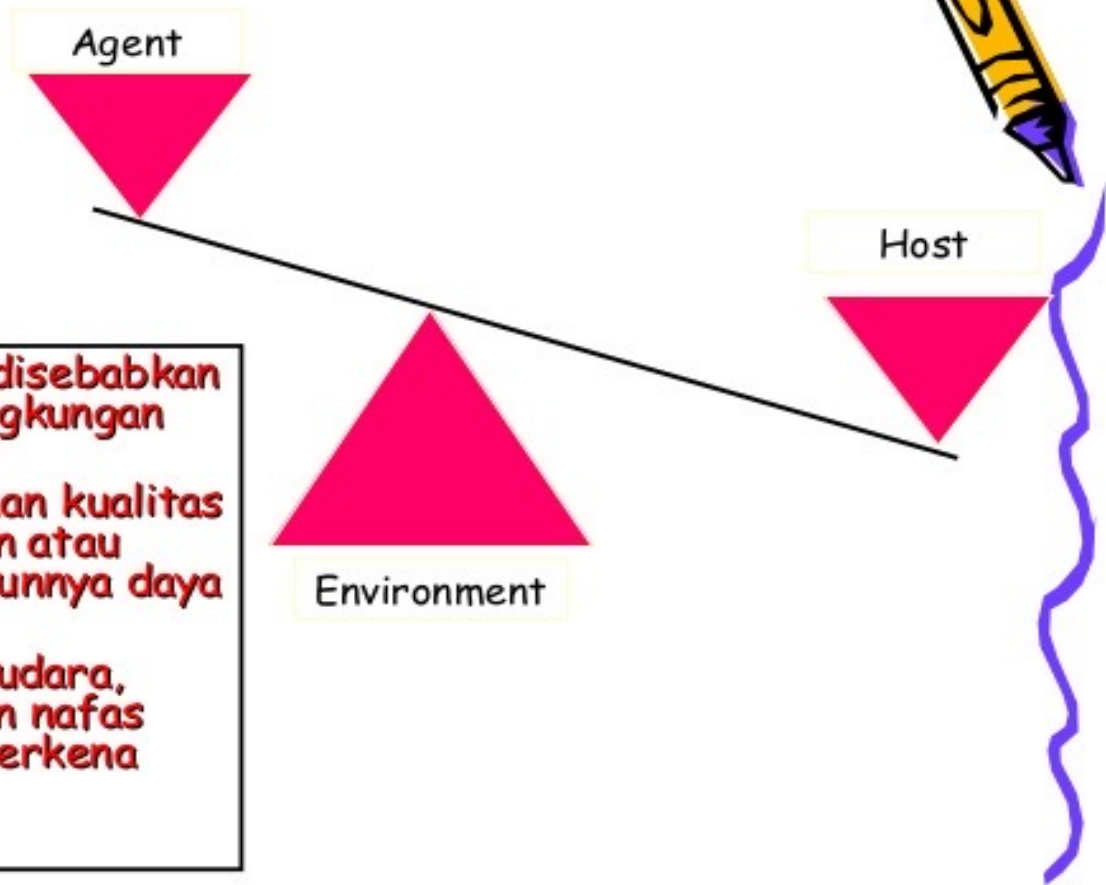 Agent
Host
disebabkan
gkungan
an kualitas
n atau
unnya daya
udara,
n nafas
erkena
Environment